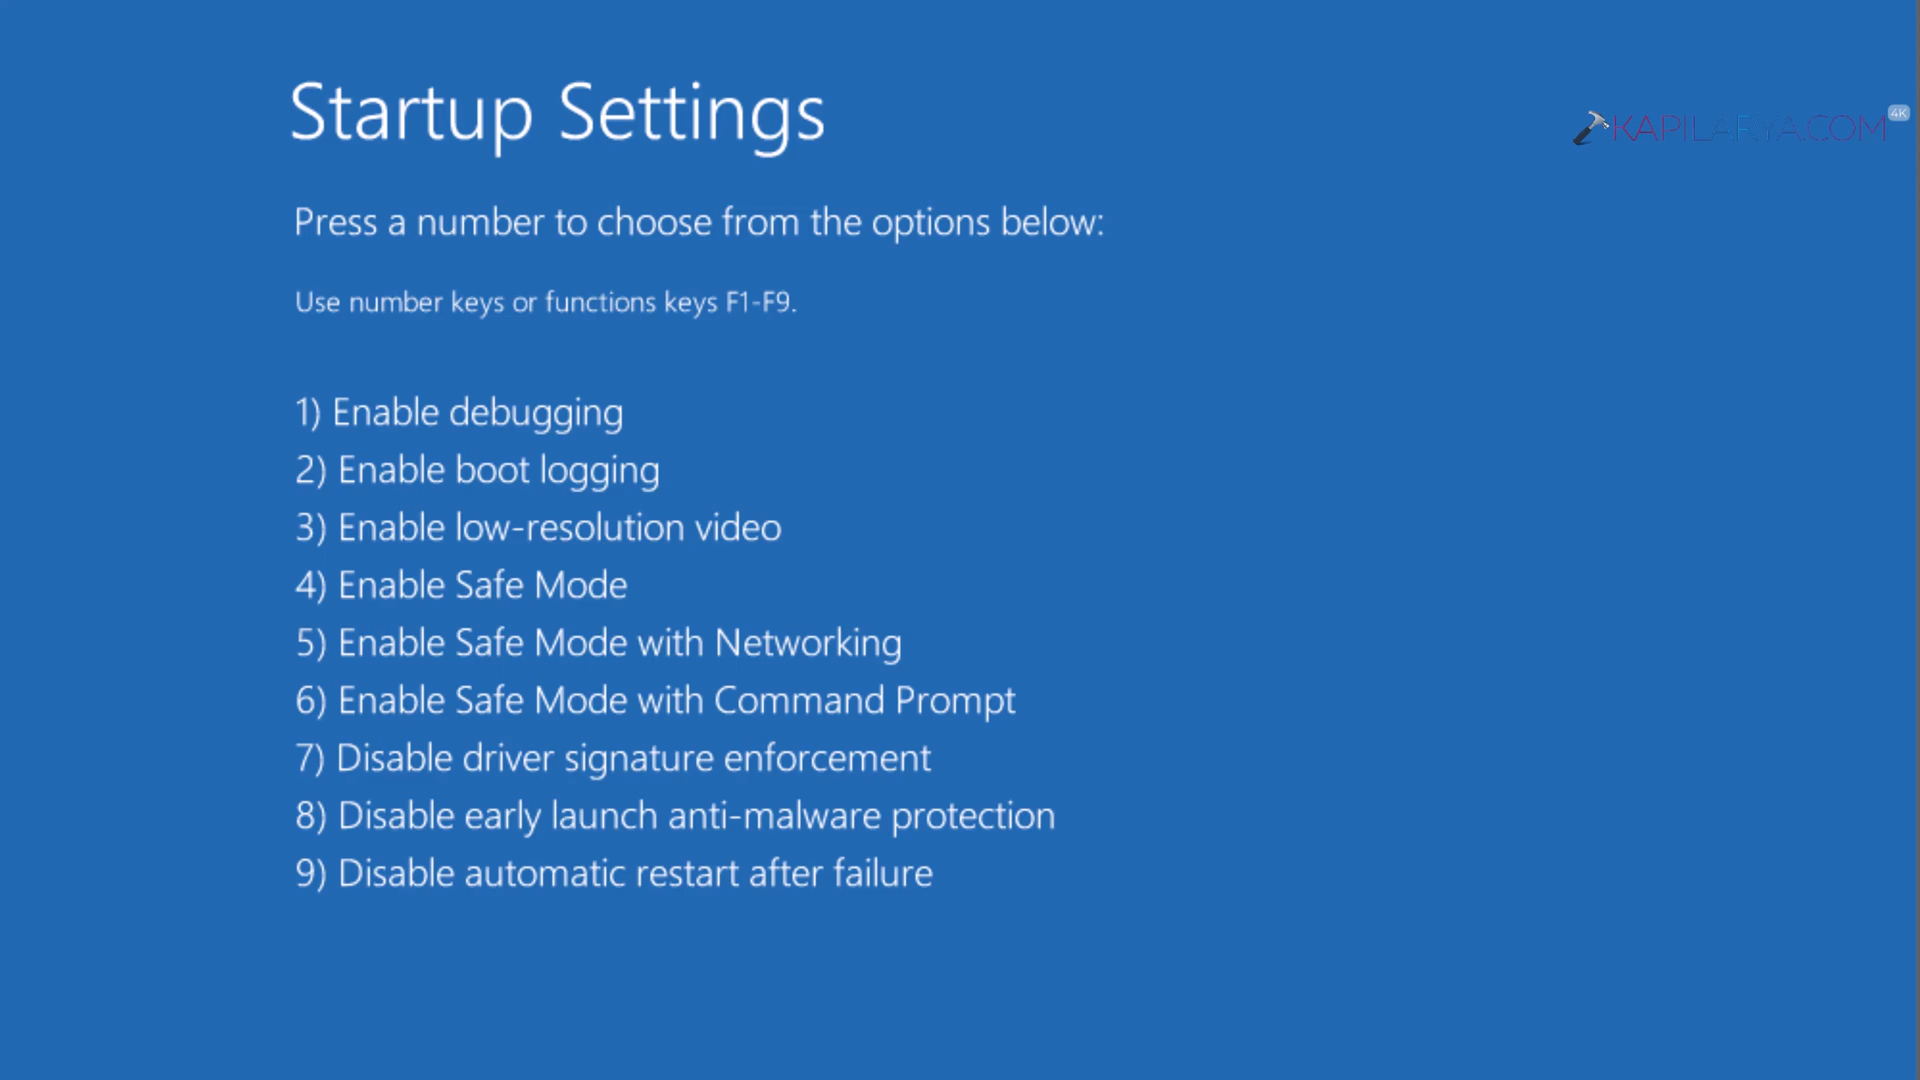 Startup Settings
KAPILARYA.COM
4K
Press a number to choose from the options below:
Use number keys or functions keys F1-F9.
1) Enable debugging
2) Enable boot logging
3) Enable low-resolution video
4) Enable Safe Mode
5) Enable Safe Mode with Networking
6) Enable Safe Mode with Command Prompt
7) Disable driver signature enforcement
8) Disable early launch anti-malware protection
9) Disable automatic restart after failure